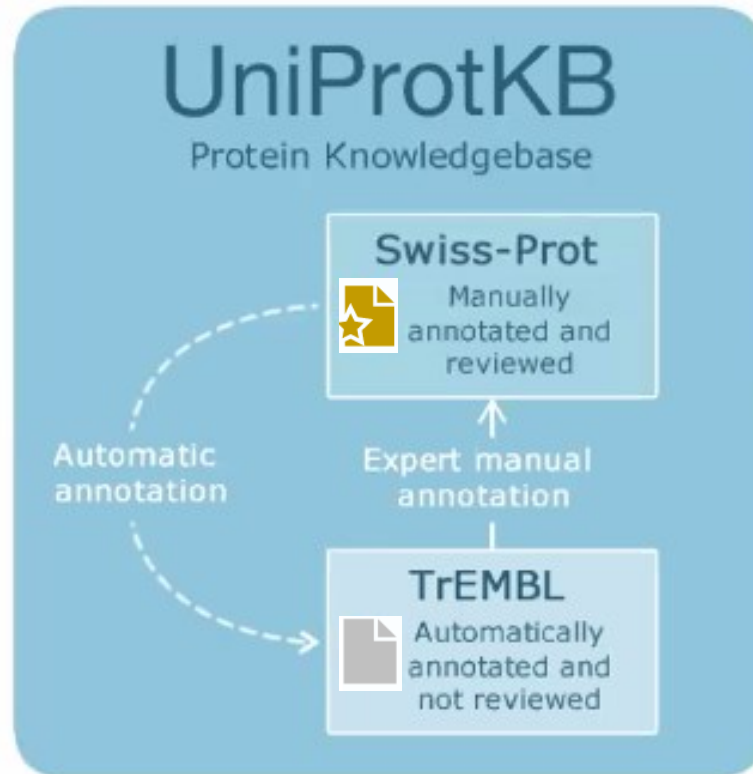 UniProtKB
Protein Knowledgebase
Swiss-Prot
Manually
annotated and
reviewed
Automatic
annotation
Expert manual
annotation
TrEMBL
Automatically
annotated and
not reviewed